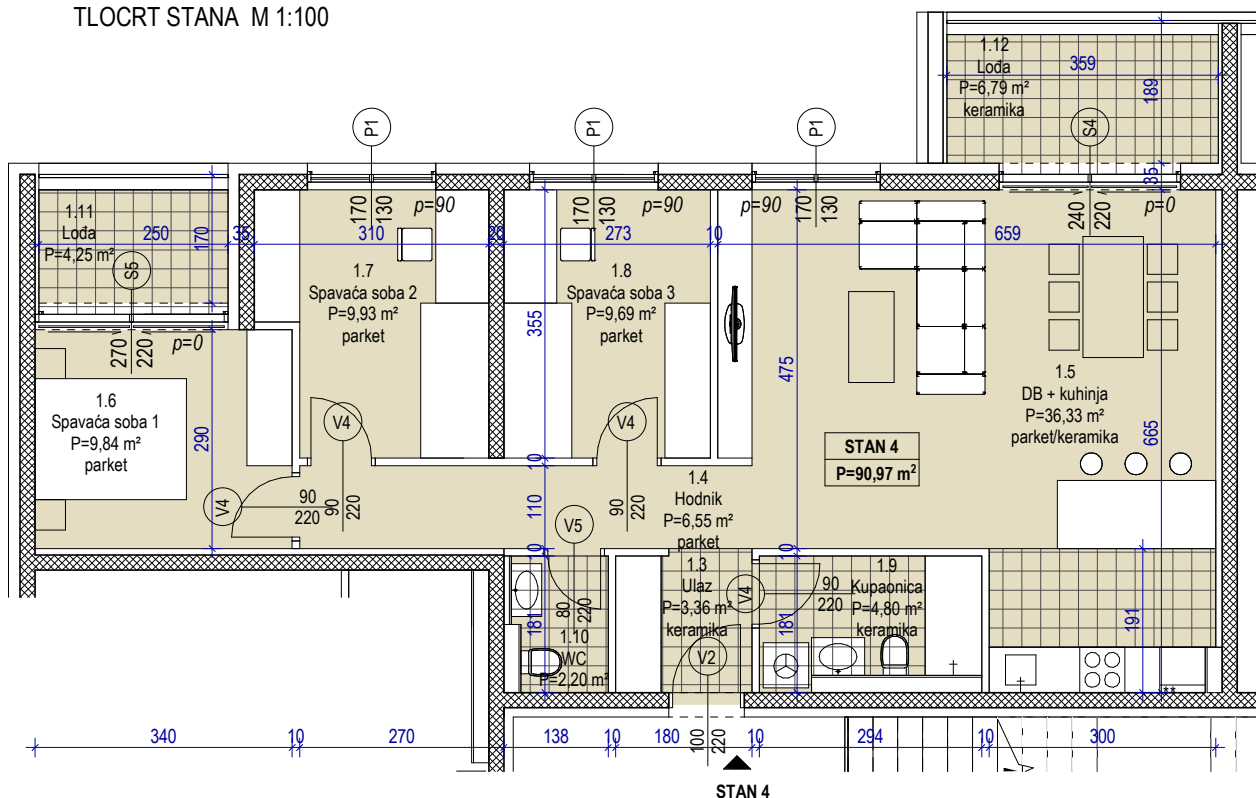 TLOCRT STANA M 1:100
1.12
Lođa
P=6,79 m²
keramika
359
189
S4
35
240
220
p=0
P1
P1
P1
170
130
p=90
170
130
p=90
p=90
170
130
1.11
Lođa
P=4,25 m²
250
170
35
S5
270
220
p=0
310
20
273
10
659
1.7
Spavaća soba 2
P=9,93 m²
parket
1.8
Spavaća soba 3
P=9,69 m²
parket
355
475
1.6
Spavaća soba 1
P=9,84 m²
parket
290
1.5
DB + kuhinja
P=36,33 m²
parket/keramika
665
STAN 4
P=90,97 m²
V4
90
220
V4
90
220
V4
90
220
10
110
10
1.4
Hodnik
P=6,55 m²
parket
V5
80
220
1.3
Ulaz
P=3,36 m²
keramika
V4
90
220
10
1.9
Kupaonica
P=4,80 m²
keramika
181
181
191
1.10
WC
P=2,20 m²
V2
100
220
**
340
10
270
138
10
180
10
294
10
300
STAN 4